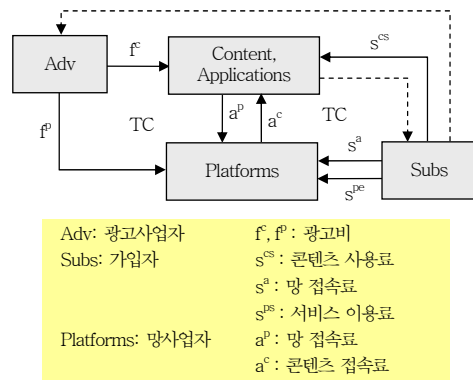 Adv
f^c
Content,
Applications
s^cs
TC
a^p
a^c
TC
f^p
Platforms
s^a
s^pe
Subs
Adv: 광고사업자
f^c, f^p : 광고비
Subs: 가입자
s^cs : 콘텐츠 사용료
s^a : 망 접속료
s^ps : 서비스 이용료
Platforms: 망사업자
a^p : 망 접속료
a^c : 콘텐츠 접속료